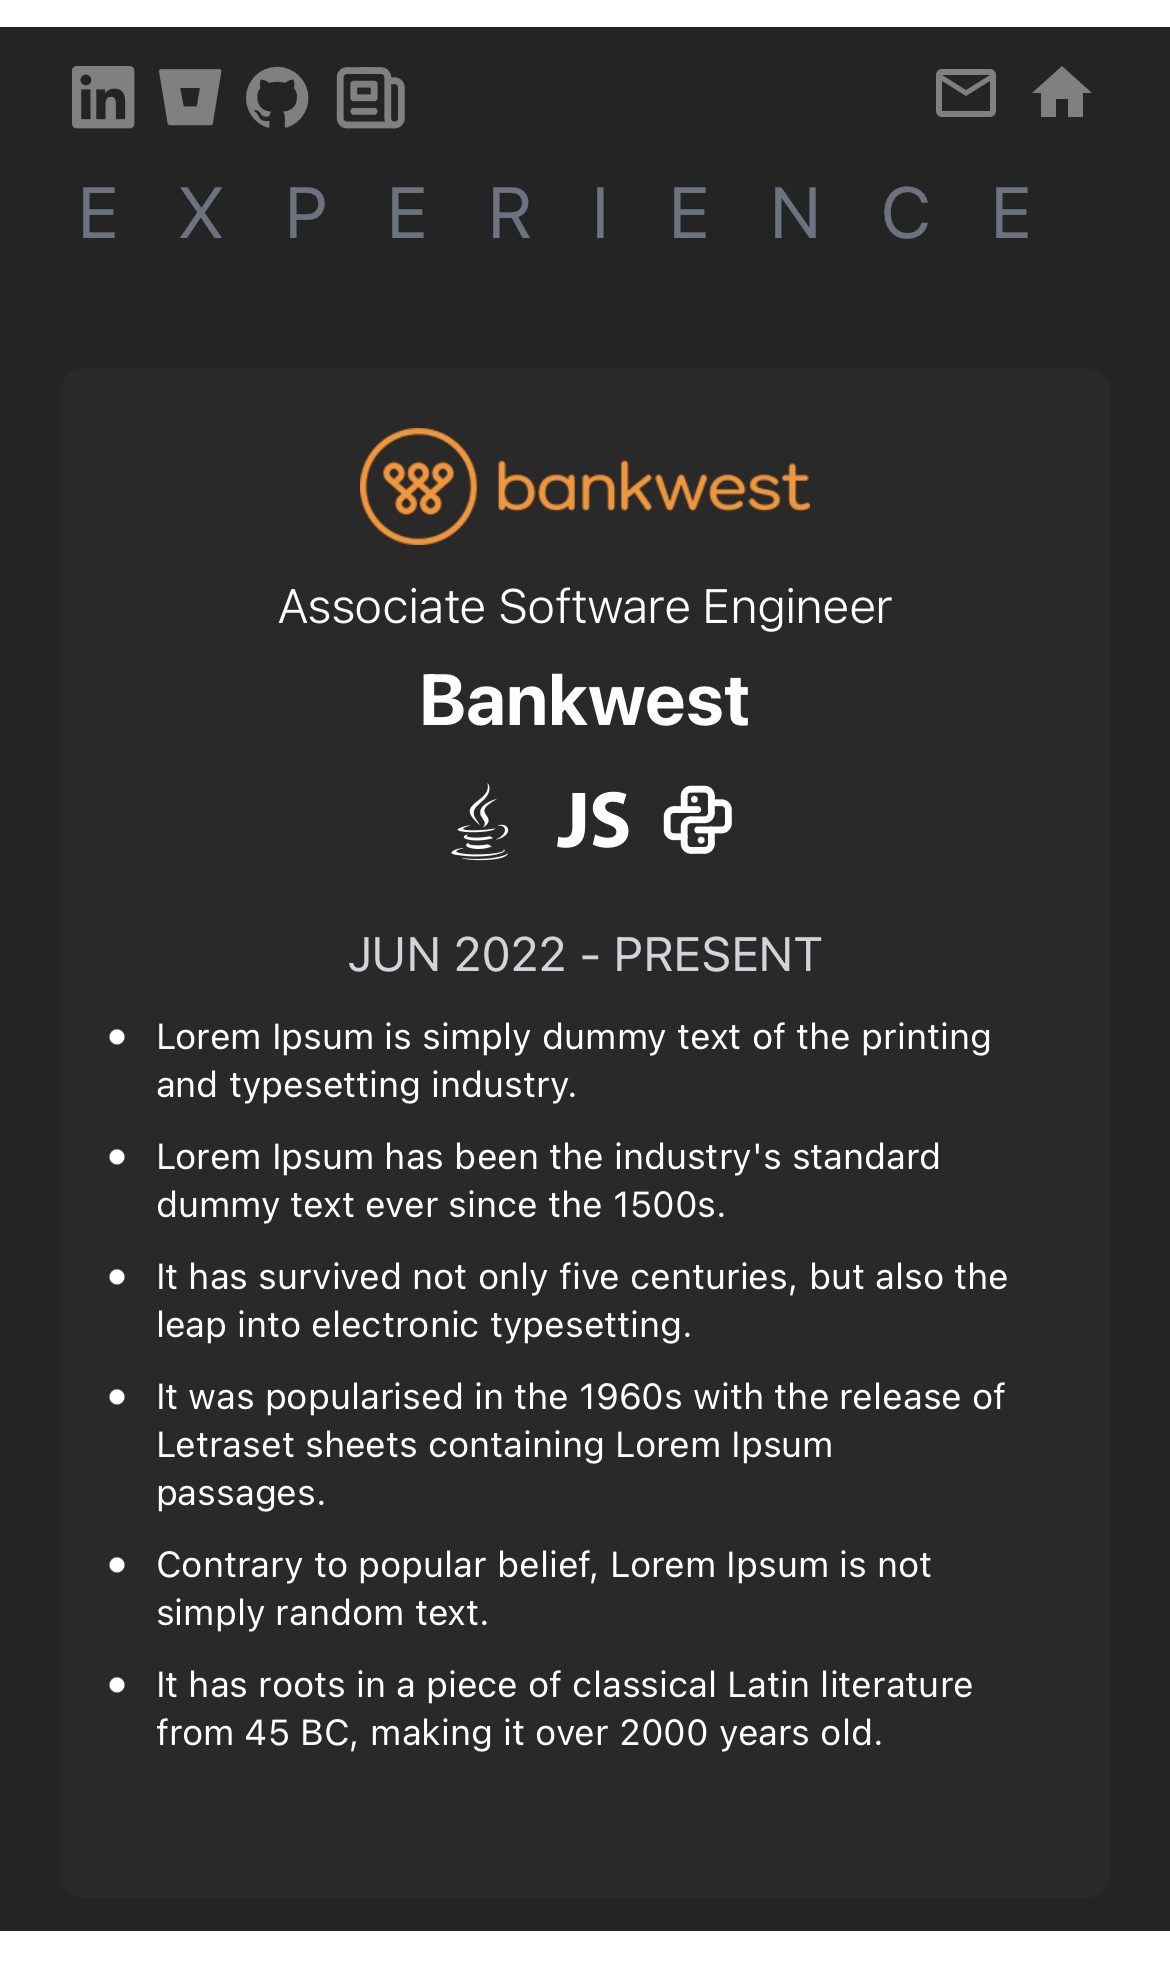 in
E X P E R I E N C E
bankwest
Associate Software Engineer
Bankwest
JS
JUN 2022 - PRESENT
• Lorem Ipsum is simply dummy text of the printing
and typesetting industry.
• Lorem Ipsum has been the industry's standard
dummy text ever since the 1500s.
• It has survived not only five centuries, but also the
leap into electronic typesetting.
• It was popularised in the 1960s with the release of
Letraset sheets containing Lorem Ipsum
passages.
• Contrary to popular belief, Lorem Ipsum is not
simply random text.
• It has roots in a piece of classical Latin literature
from 45 BC, making it over 2000 years old.